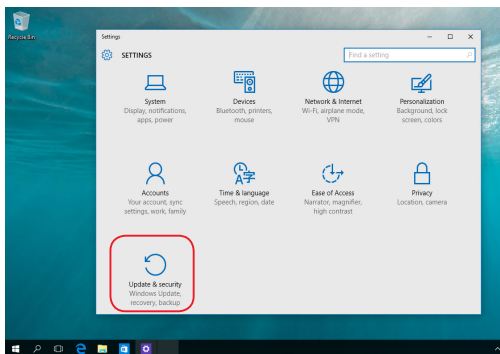 Recycle Bin
Settings
SETTINGS
Find a setting
System
Display, notifications,
apps, power
Devices
Bluetooth, printers,
mouse
Network & Internet
Wi-Fi, airplane mode,
VPN
Personalization
Background, lock
screen, colors
Accounts
Your account, sync
settings, work, family
Time & language
Speech, region, date
Ease of Access
Narrator, magnifier,
high contrast
Privacy
Location, camera
Update & security
Windows Update,
recovery, backup